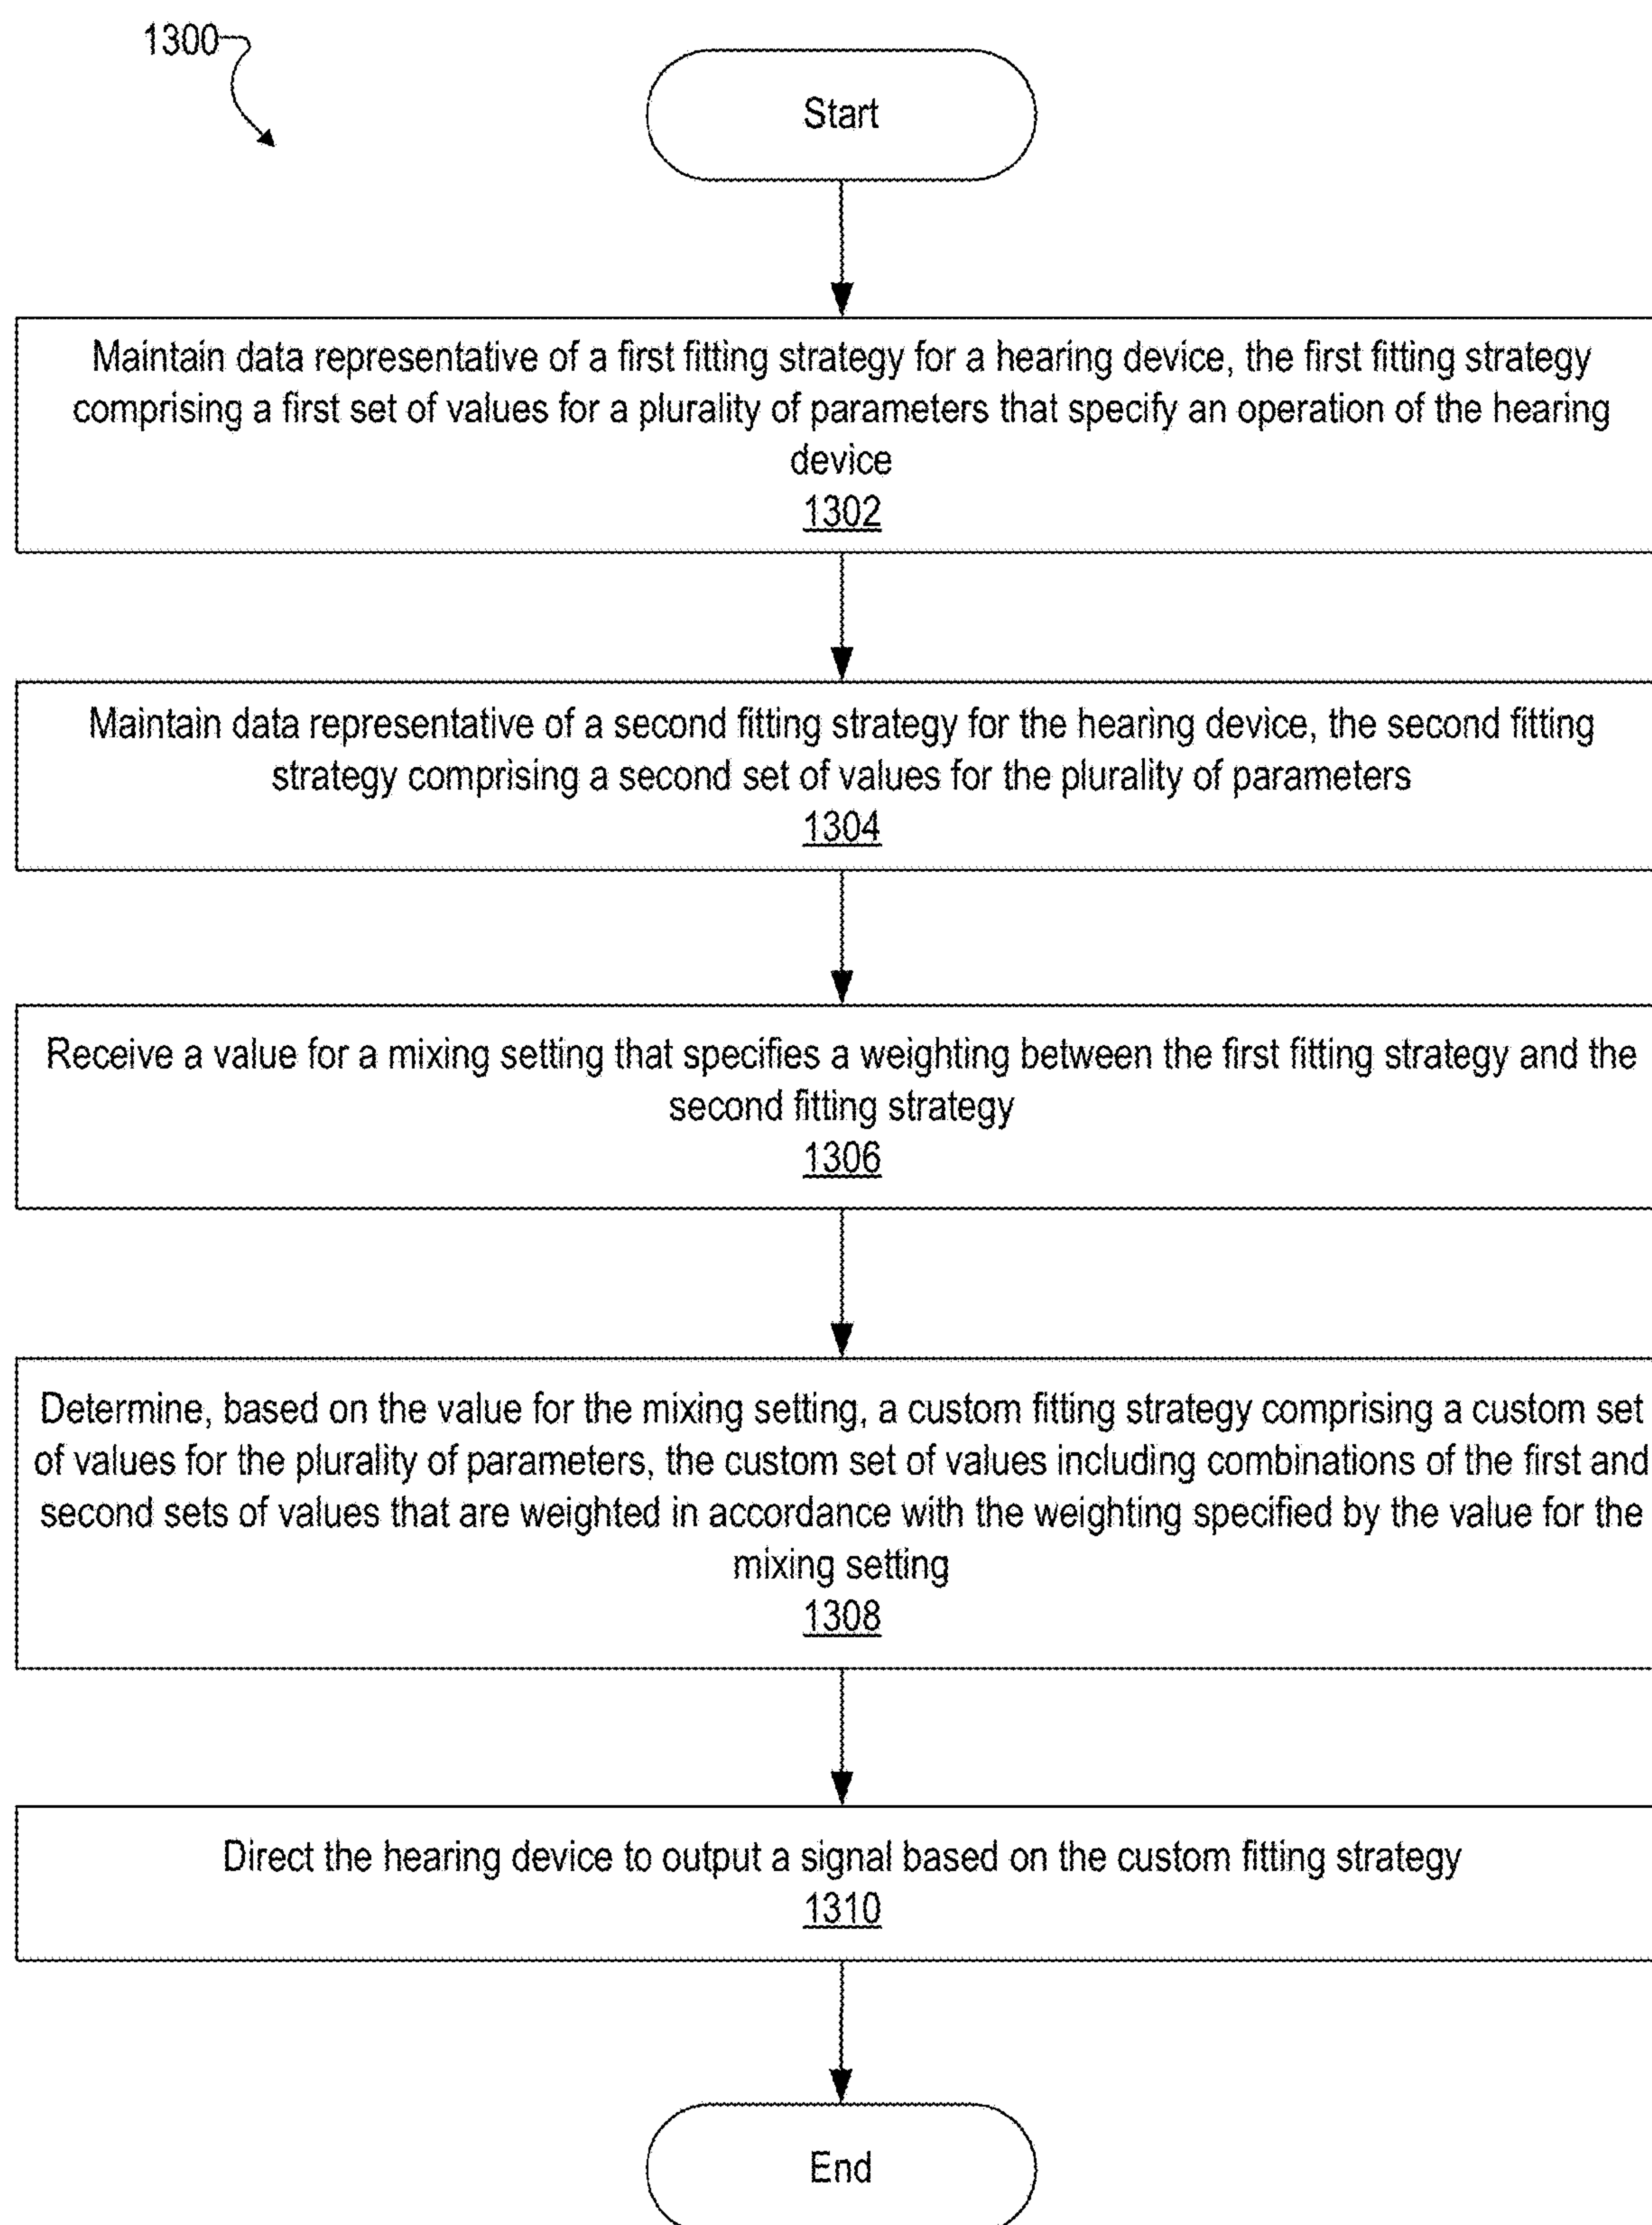 1300
Start
Maintain data representative of a first fitting strategy for a hearing device, the first fitting strategy
comprising a first set of values for a plurality of parameters that specify an operation of the hearing
device
1302
Maintain data representative of a second fitting strategy for the hearing device, the second fitting
strategy comprising a second set of values for the plurality of parameters
1304
Receive a value for a mixing setting that specifies a weighting between the first fitting strategy and the
second fitting strategy
1306
Determine, based on the value for the mixing setting, a custom fitting strategy comprising a custom set
of values for the plurality of parameters, the custom set of values including combinations of the first and
second sets of values that are weighted in accordance with the weighting specified by the value for the
mixing setting
1308
Direct the hearing device to output a signal based on the custom fitting strategy
1310
End